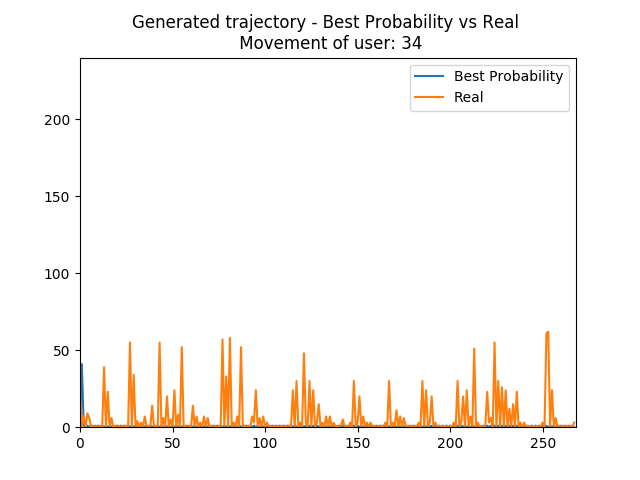 Generated trajectory - Best Probability vs Real
Movement of user: 34
Best Probability
Real
200
150
100
50
0
0 50 100 150 200 250